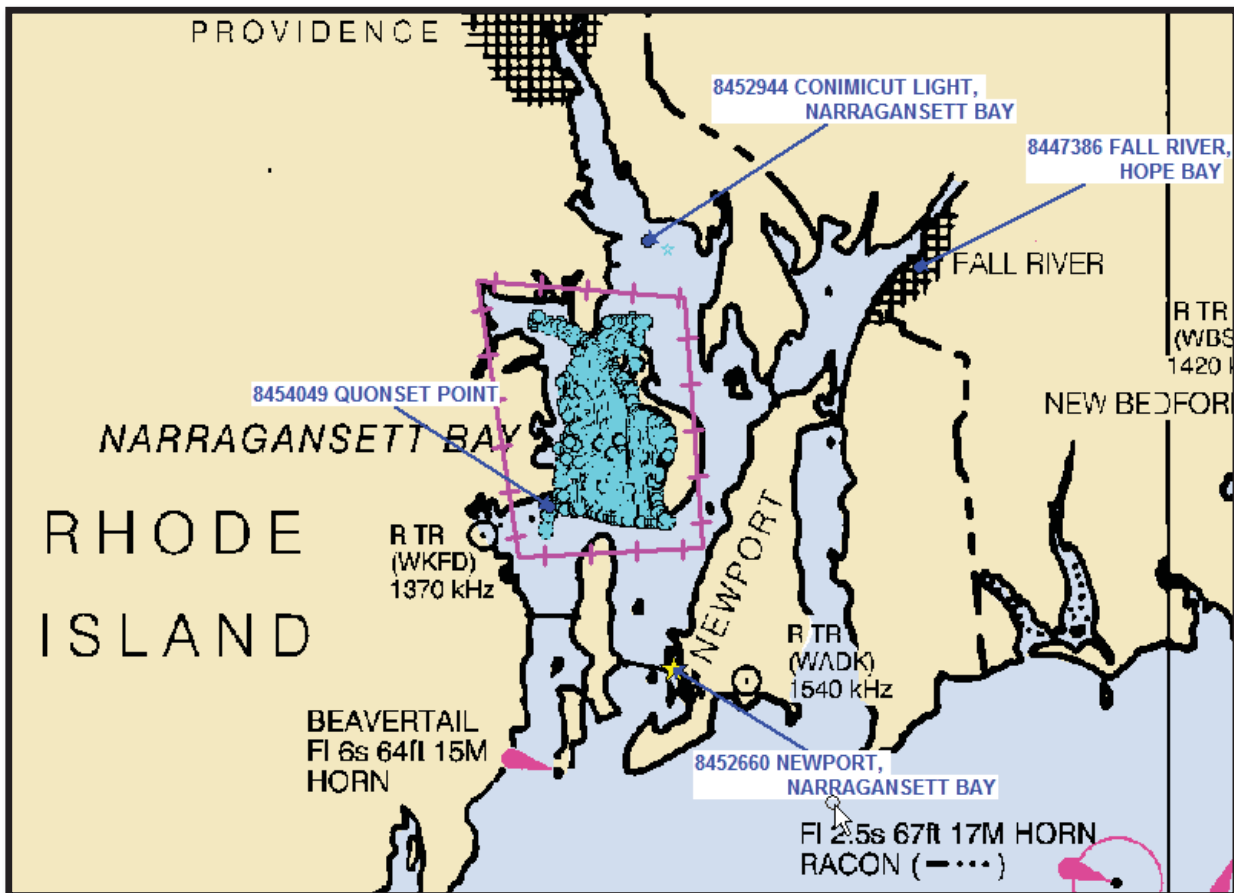 PROVIDENCE
8452944 CONIMICUT LIGHT,
NARRAGANSETT BAY
8447386 FALL RIVER,
HOPE BAY
FALL RIVER
R TR
(WBS
1420 k
8454049 QUONSET POINT
NEW BEDFOR
NARRAGANSETT BAY
RHODE
ISLAND
R TR
(WKFD)
1370 kHz
NEWPORT
R TR
(WADK)
1540 kHz
BEAVERTAIL
Fl 6s 64ft 15M
HORN
8452660 NEWPORT,
NARRAGANSETT BAY
Fl 2.5s 67ft 17M HORN
RACON ( – • • • )